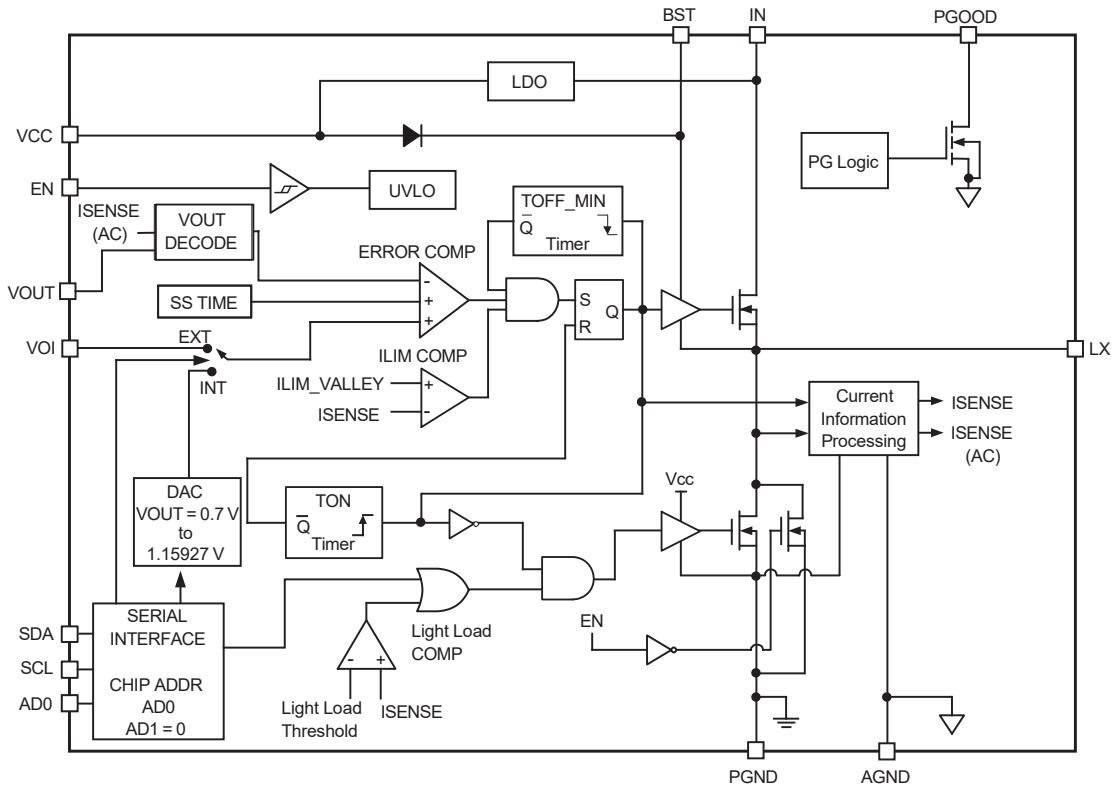 BST
IN
PGOOD
LDO
VCC
PG Logic
EN
UVLO
TOFF_MIN
Q
Timer
ISENSE
(AC)
VOUT
DECODE
ERROR COMP
-
+
+
VOUT
SS TIME
S
Q
R
VOI
EXT
INT
LX
ILIM COMP
ILIM_VALLEY
+
ISENSE
-
Current
Information
Processing
ISENSE
ISENSE
(AC)
DAC
VOUT = 0.7 V
to
1.15927 V
TON
Q
Timer
Vcc
SERIAL
INTERFACE
CHIP ADDR
AD0
AD1 = 0
SDA
SCL
AD0
Light Load
COMP
- +
Light Load
Threshold
ISENSE
EN
PGND
AGND